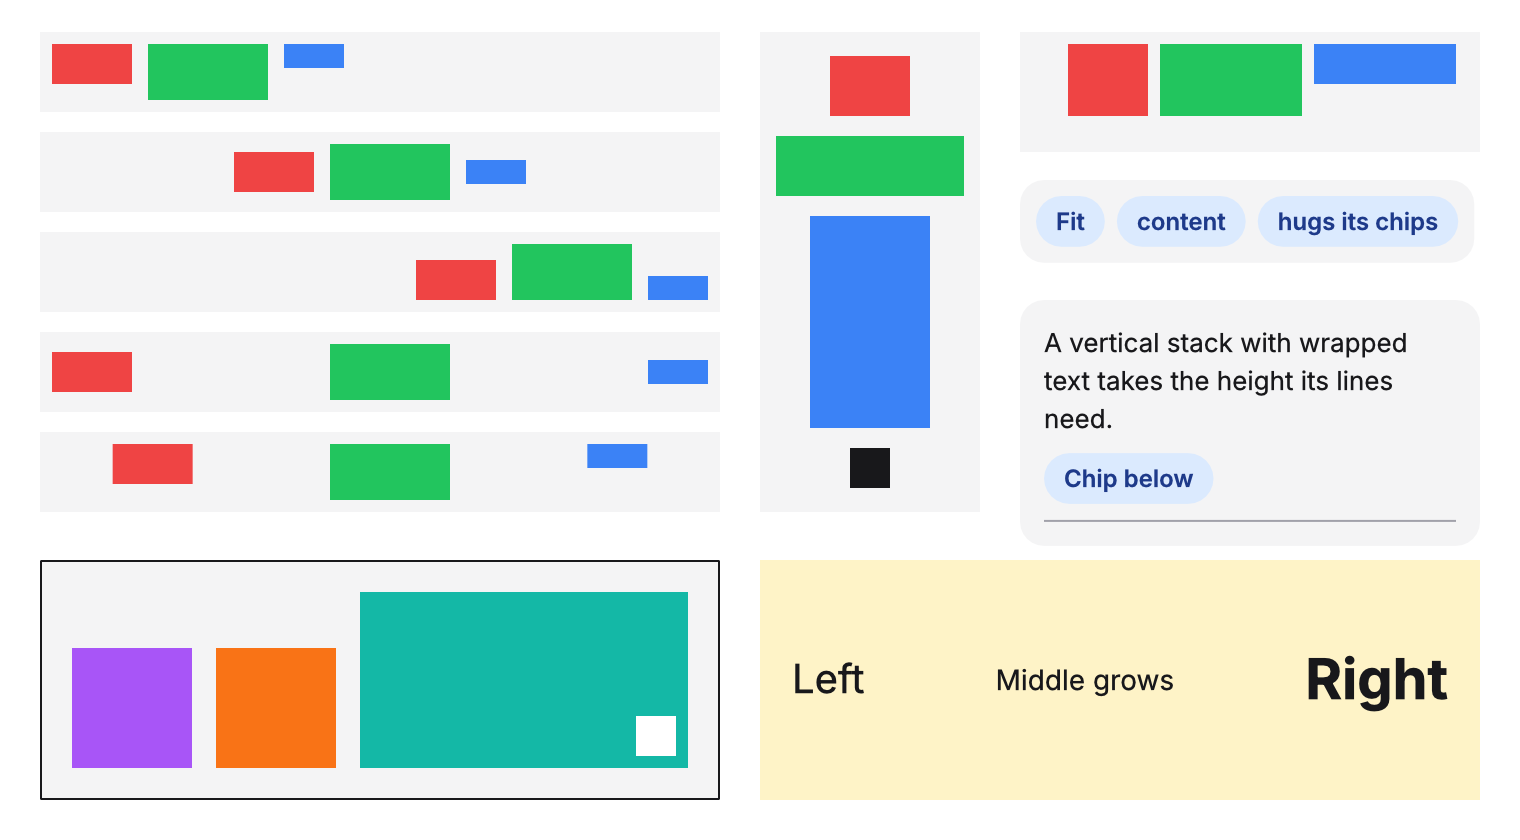 Fit
content
hugs its chips
A vertical stack with wrapped
text takes the height its lines
need.
Chip below
Left
Middle grows
Right